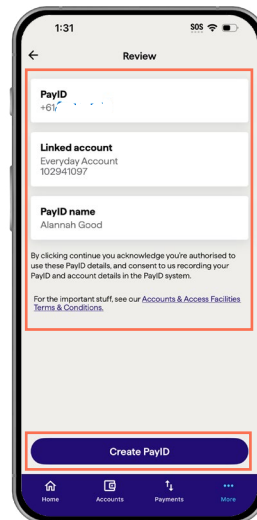 1:31
SOS
Review
PayID
+61
Linked account
Everyday Account
102941097
PayID name
Alannah Good
By clicking continue you acknowledge you're authorised to
use these PayID details, and consent to us recording your
PayID and account details in the PayID system.
For the important stuff, see our Accounts & Access Facilities
Terms & Conditions.
Create PayID
Home
Accounts
Payments
More